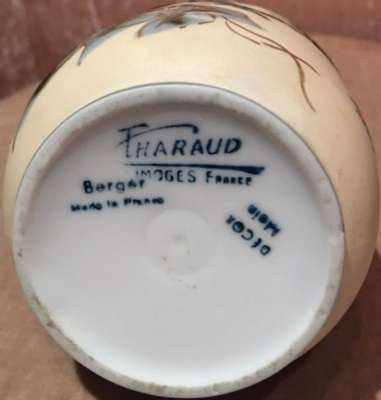 THARAUD
LIMOGES FRANCE
Berger
Made in France
DECOR
Main